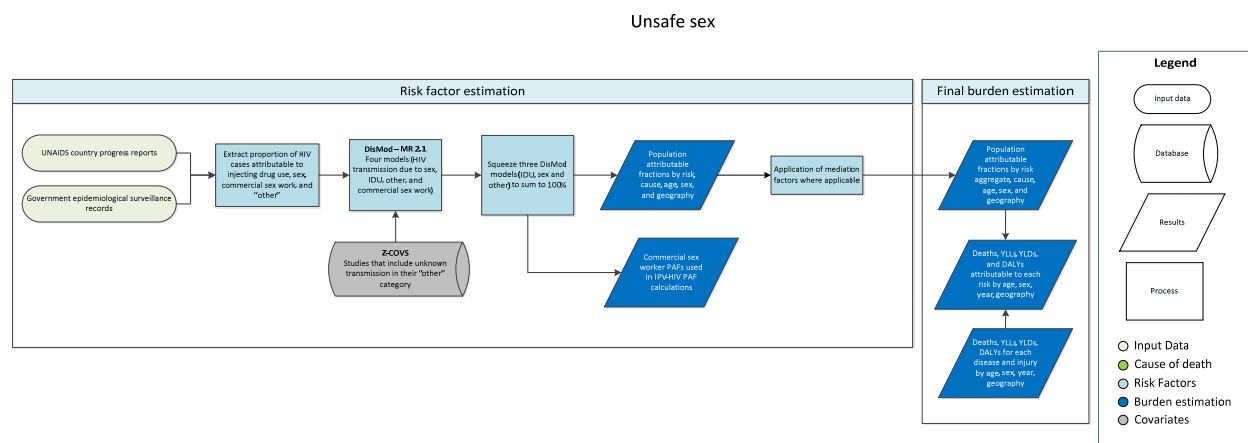 Unsafe sex
Risk factor estimation
UNAIDS country progress reports
Government epidemiological surveillance
records
Extract proportion of HIV
cases attributable to
injecting drug use, sex,
commercial sex work, and
"other"
DisMod – MR 2.1
Four models (HIV
transmission due to sex,
IDU, other, and
commercial sex work)
Z-COVS
Studies that include unknown
transmission in their "other"
category
Squeeze three DisMod
models (IDU, sex and
other) to sum to 100%
Population
attributable
fractions by risk,
cause, age, sex,
and geography
Commercial sex
worker PAFs used
in IPV-HIV PAF
calculations
Application of mediation
factors where applicable
Final burden estimation
Population
attributable
fractions by risk
aggregate, cause,
age, sex, and
geography
Deaths, YLLs, YLDs,
and DALYs
attributable to each
risk by age, sex,
year, geography
Deaths, YLLs, YLDs,
DALYs for each
disease and injury
by age, sex, year,
geography
Legend
Input data
Database
Results
Process
Input Data
Cause of death
Risk Factors
Burden estimation
Covariates